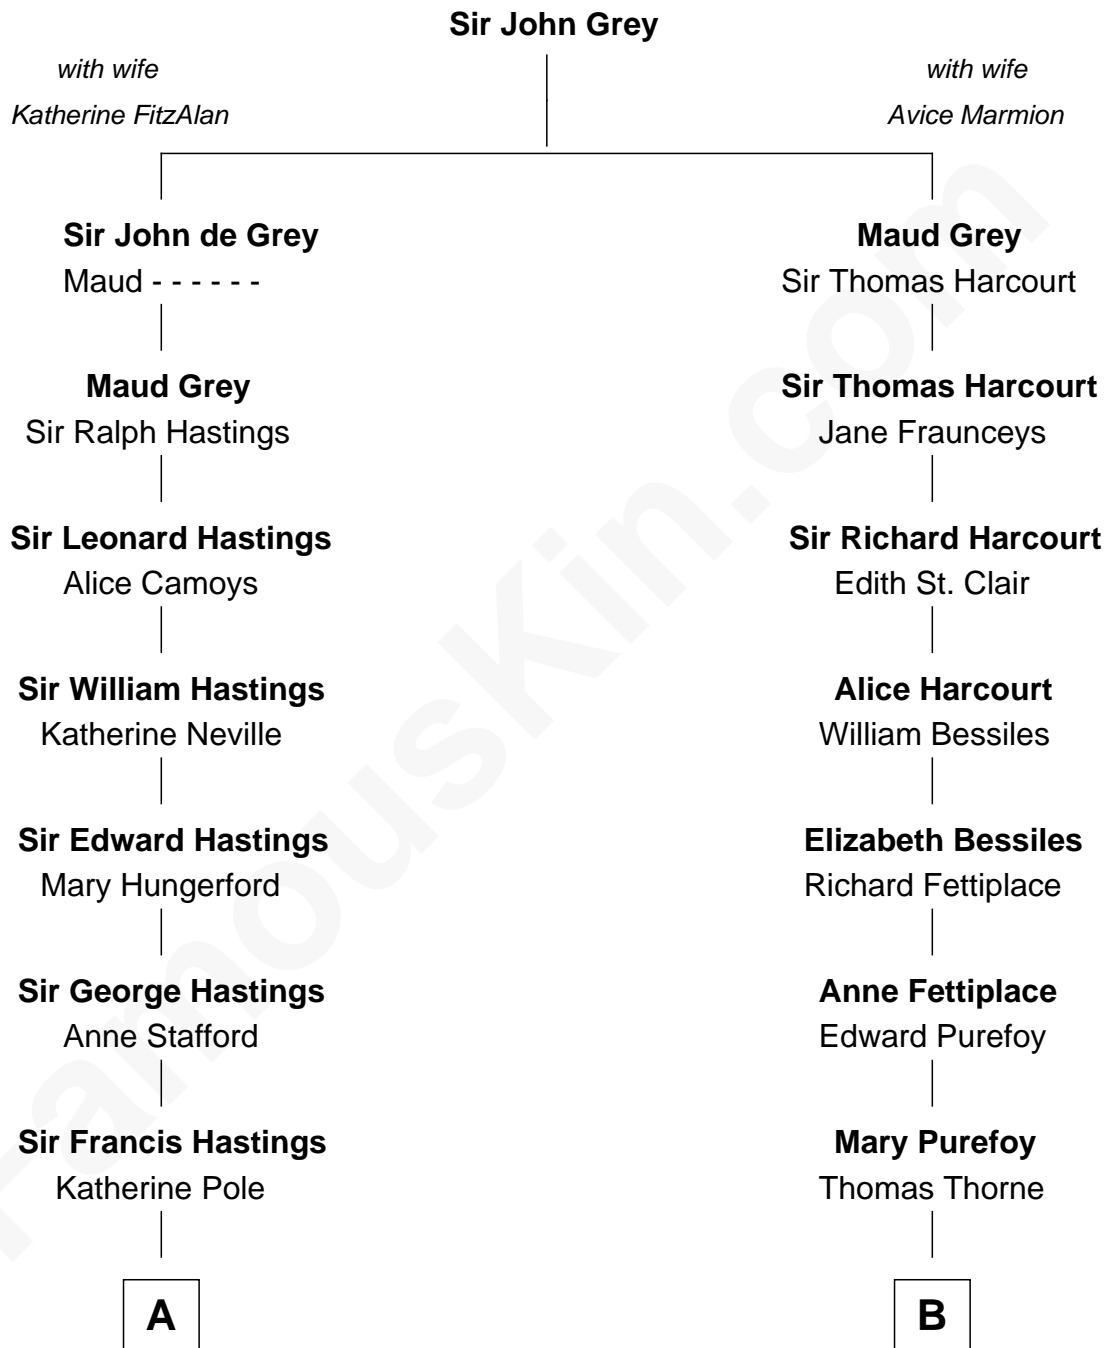 Sir John Grey
with wife
Katherine FitzAlan
with wife
Avice Marmion
Sir John de Grey
Maud - - - - - -
Maud Grey
Sir Thomas Harcourt
Maud Grey
Sir Ralph Hastings
Sir Thomas Harcourt
Jane Fraunceys
Sir Leonard Hastings
Alice Camoys
Sir Richard Harcourt
Edith St. Clair
Sir William Hastings
Katherine Neville
Alice Harcourt
William Bessiles
Sir Edward Hastings
Mary Hungerford
Elizabeth Bessiles
Richard Fettiplace
Sir George Hastings
Anne Stafford
Anne Fettiplace
Edward Purefoy
Sir Francis Hastings
Katherine Pole
Mary Purefoy
Thomas Thorne
A
B
FamousKin.com